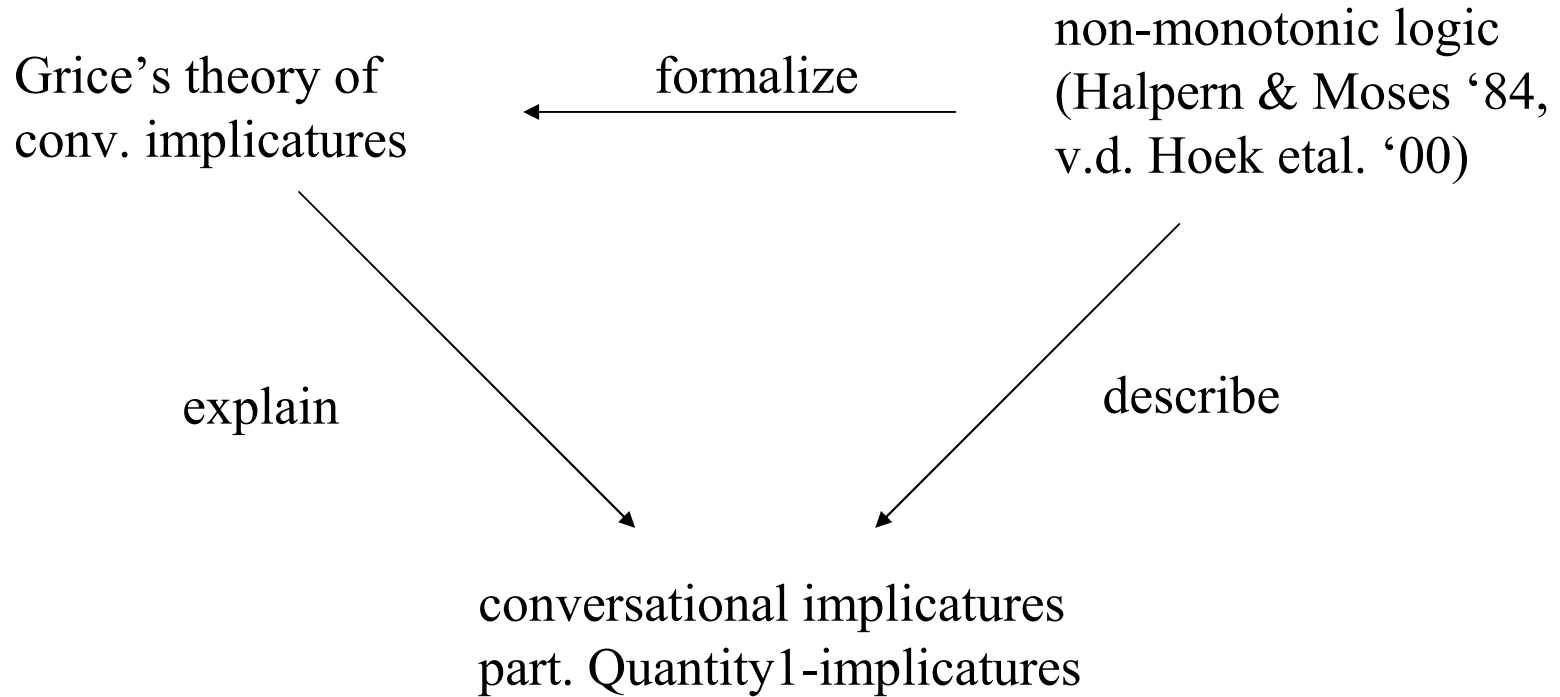 Grice’s theory of
conv. implicatures
formalize
non-monotonic logic
(Halpern & Moses ‘84,
v.d. Hoek etal. ‘00)
explain
describe
conversational implicatures
part. Quantity1-implicatures